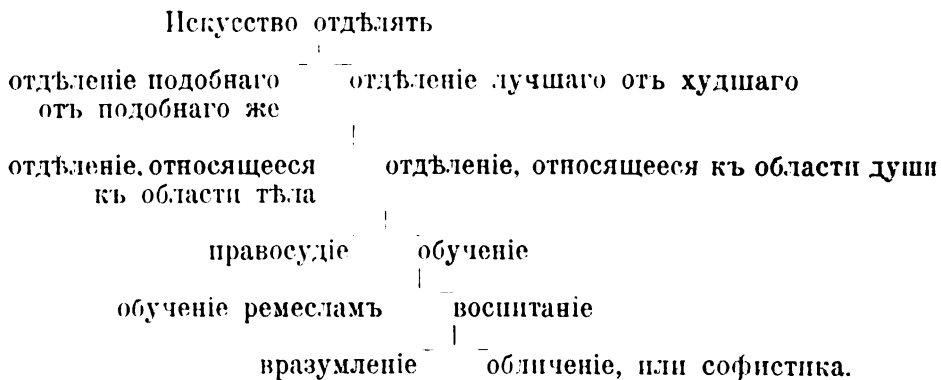 Искусство отдѣлять
отдѣленіе подобнаго отдѣленіе лучшаго отъ худшаго
отъ подобнаго же
отдѣленіе, относящееся отдѣленіе, относящееся къ области души
къ области тѣла
правосудіе обученіе
обученіе ремесламъ воспитаніе
вразумленіе обличеніе, или софистика.